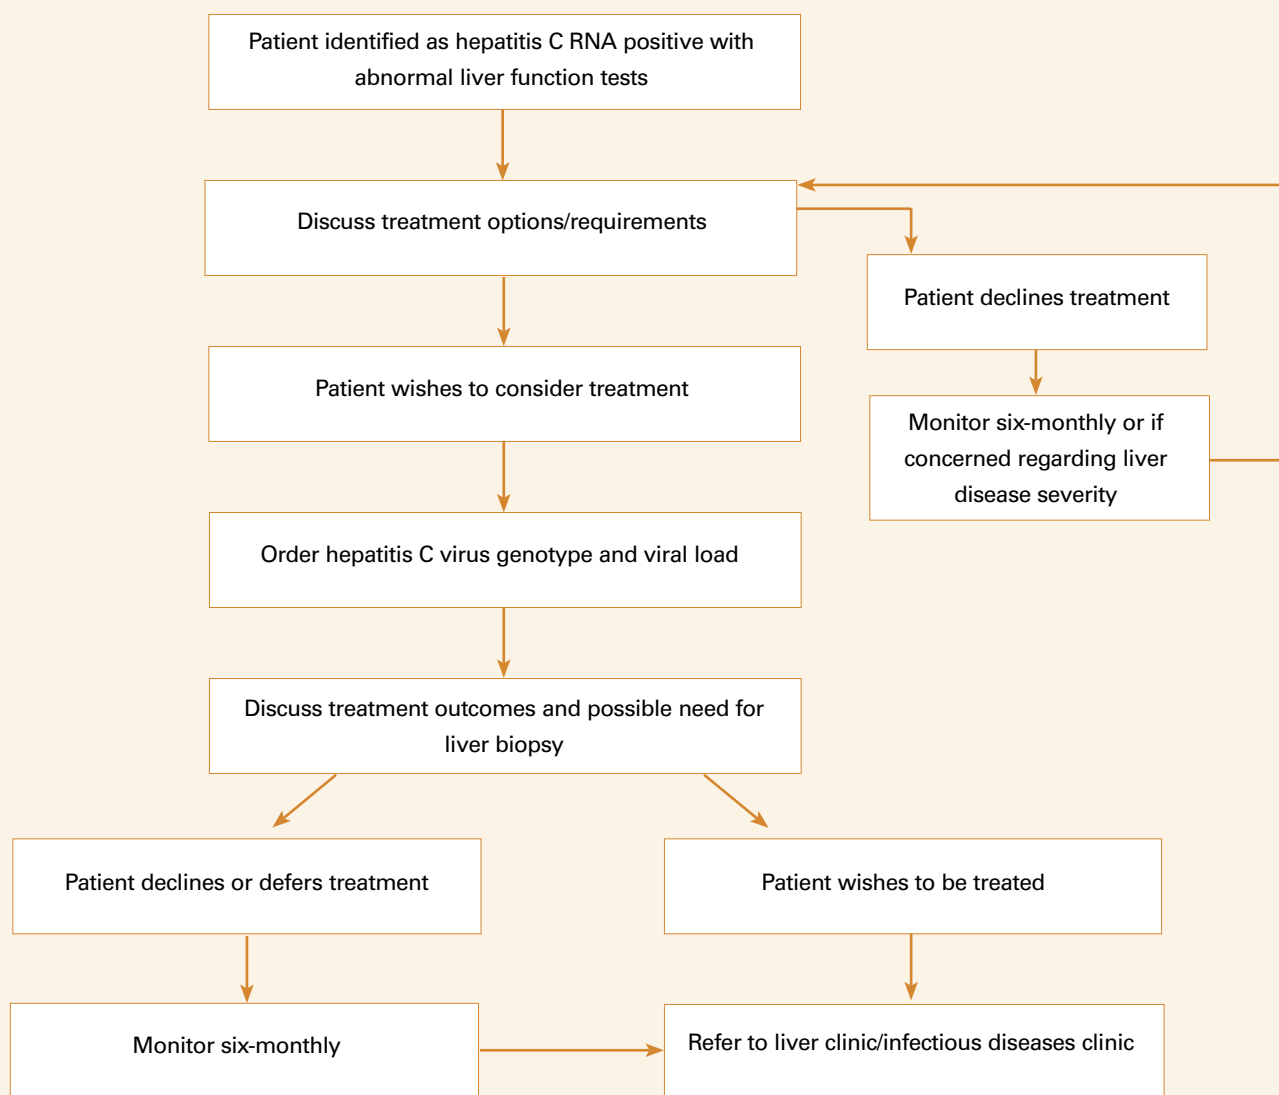 Patient identified as hepatitis C RNA positive with
abnormal liver function tests
Discuss treatment options/requirements
Patient declines treatment
Patient wishes to consider treatment
Monitor six-monthly or if
concerned regarding liver
disease severity
Order hepatitis C virus genotype and viral load
Discuss treatment outcomes and possible need for
liver biopsy
Patient declines or defers treatment
Patient wishes to be treated
Monitor six-monthly
Refer to liver clinic/infectious diseases clinic